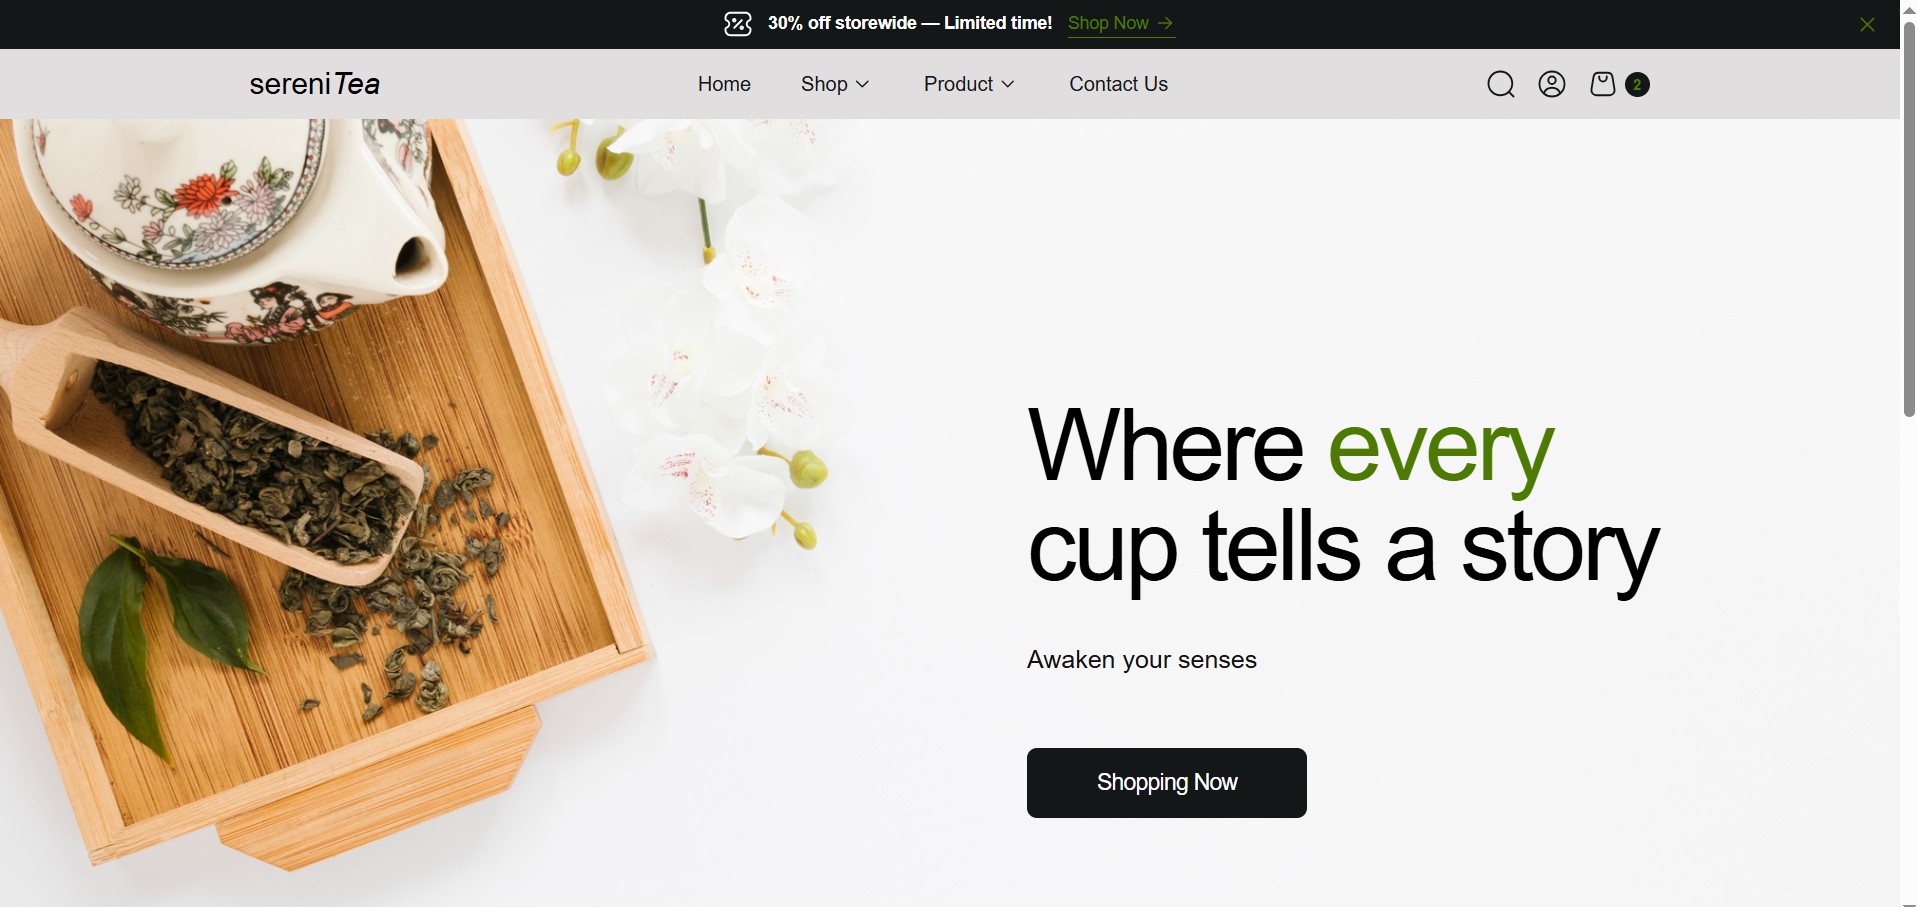 30% off storewide — Limited time! Shop Now →
sereniTea
Home
Shop
Product
Contact Us
2
Where every
cup tells a story
Awaken your senses
Shopping Now